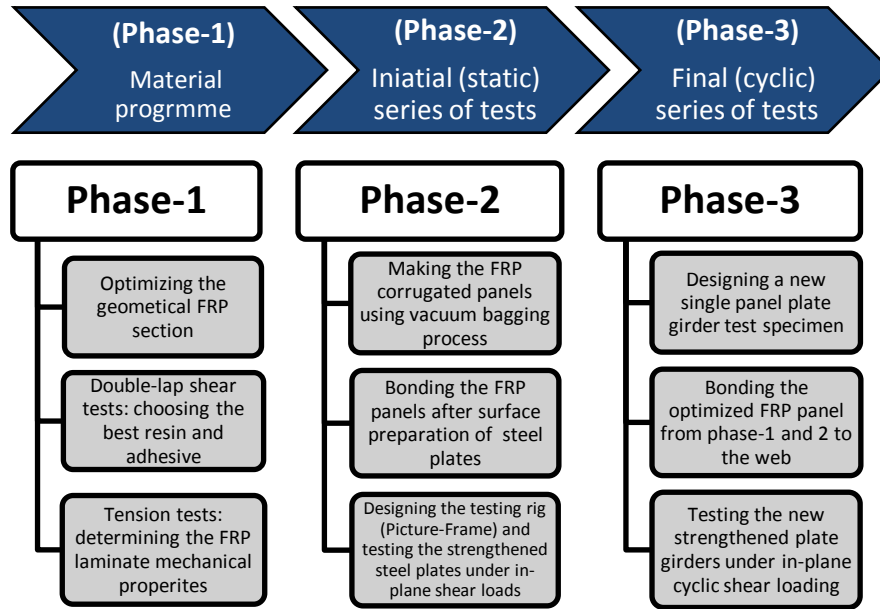 (Phase-1)
Material
progrmme
(Phase-2)
Iniatial (static)
series of tests
(Phase-3)
Final (cyclic)
series of tests
Phase-1
Optimizing the
geometical FRP
section
Double-lap shear
tests: choosing the
best resin and
adhesive
Tension tests:
determining the FRP
laminate mechanical
properites
Phase-2
Making the FRP
corrugated panels
using vacuum bagging
process
Bonding the FRP
panels after surface
preparation of steel
plates
Designing the testing rig
(Picture-Frame) and
testing the strengthened
steel plates under in-
plane shear loads
Phase-3
Designing a new
single panel plate
girder test specimen
Bonding the
optimized FRP panel
from phase-1 and 2 to
the web
Testing the new
strengthened plate
girders under in-plane
cyclic shear loading